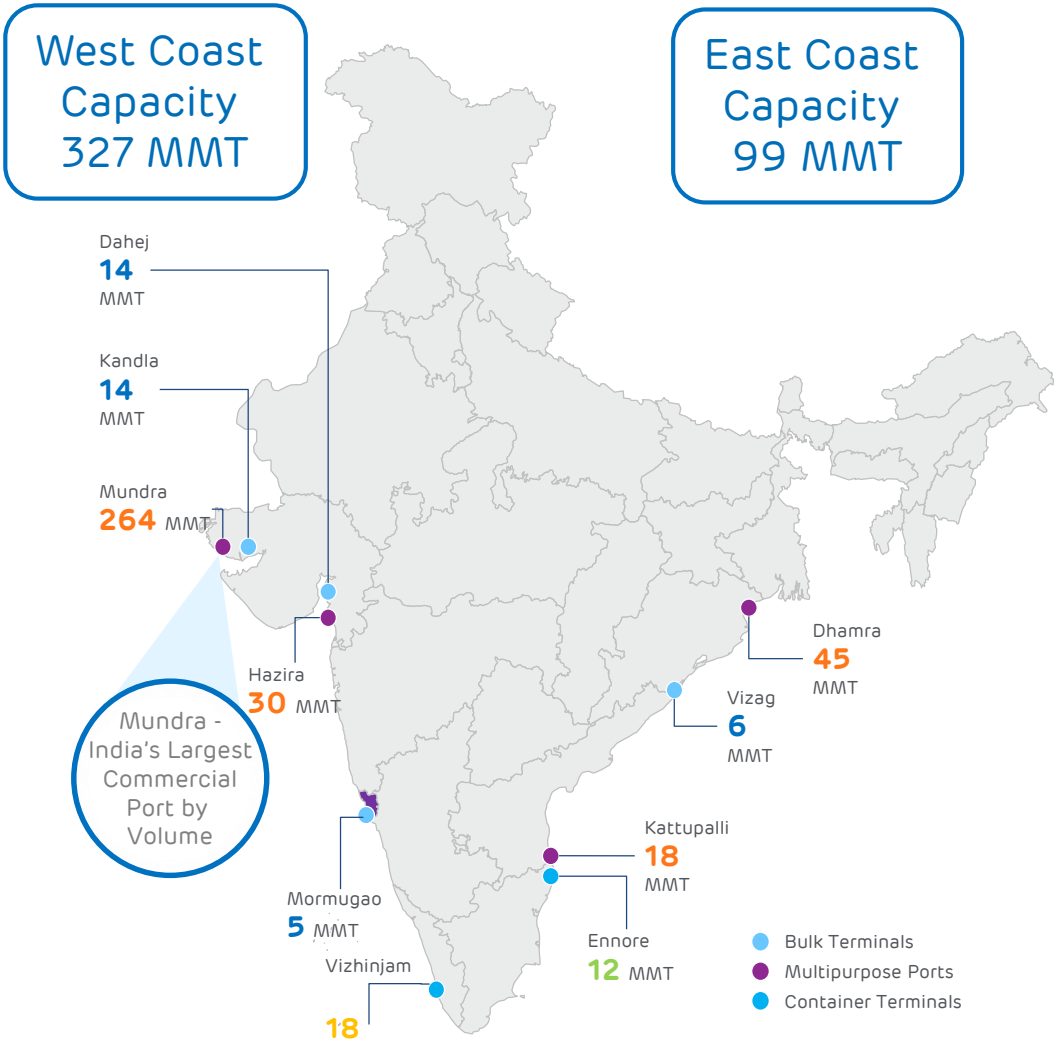 West Coast
Capacity
327 MMT
East Coast
Capacity
99 MMT
Dahej
14
MMT
Kandla
14
MMT
Mundra
264 MMT
Hazira
30 MMT
Mundra -
India's Largest
Commercial
Port by
Volume
Mormugao
5 MMT
Vizhinjam
18
Dhamra
45
MMT
Vizag
6
MMT
Kattupalli
18
MMT
Ennore
12 MMT
Bulk Terminals
Multipurpose Ports
Container Terminals